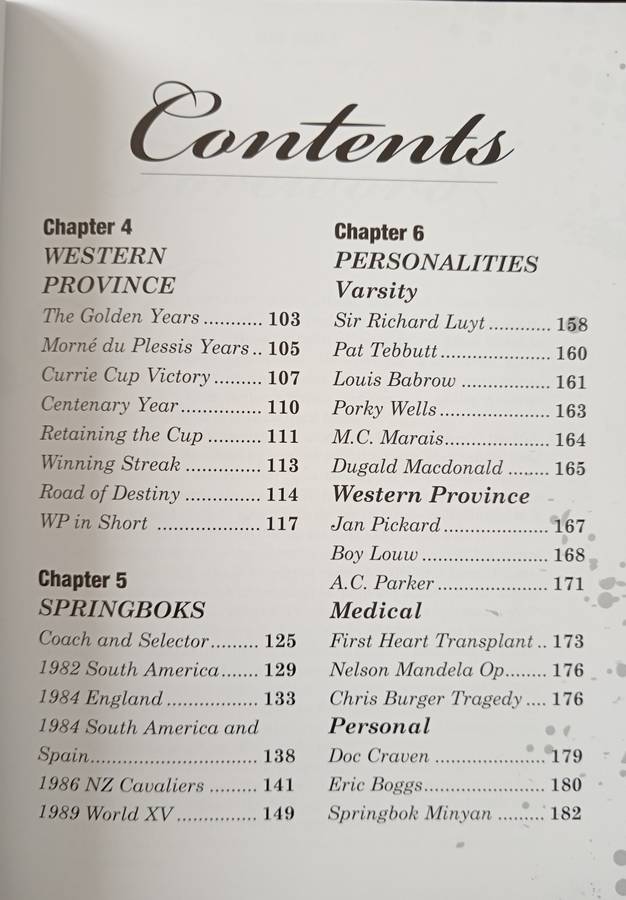 Contents
Chapter 4
WESTERN
PROVINCE
The Golden Years ........... 103
Morné du Plessis Years .. 105
Currie Cup Victory ......... 107
Centenary Year ............... 110
Retaining the Cup .......... 111
Winning Streak .............. 113
Road of Destiny .............. 114
WP in Short ................... 117
Chapter 5
SPRINGBOKS
Coach and Selector ......... 125
1982 South America ....... 129
1984 England ................. 133
1984 South America and
Spain ............................... 138
1986 NZ Cavaliers ......... 141
1989 World XV ............... 149
Chapter 6
PERSONALITIES
Varsity
Sir Richard Luyt ............ 158
Pat Tebbutt ..................... 160
Louis Babrow ................. 161
Porky Wells ..................... 163
M.C. Marais .................... 164
Dugald Macdonald ........ 165
Western Province
Jan Pickard .................... 167
Boy Louw ........................ 168
A.C. Parker ..................... 171
Medical
First Heart Transplant .. 173
Nelson Mandela Op ........ 176
Chris Burger Tragedy .... 176
Personal
Doc Craven ..................... 179
Eric Boggs ....................... 180
Springbok Minyan ......... 182